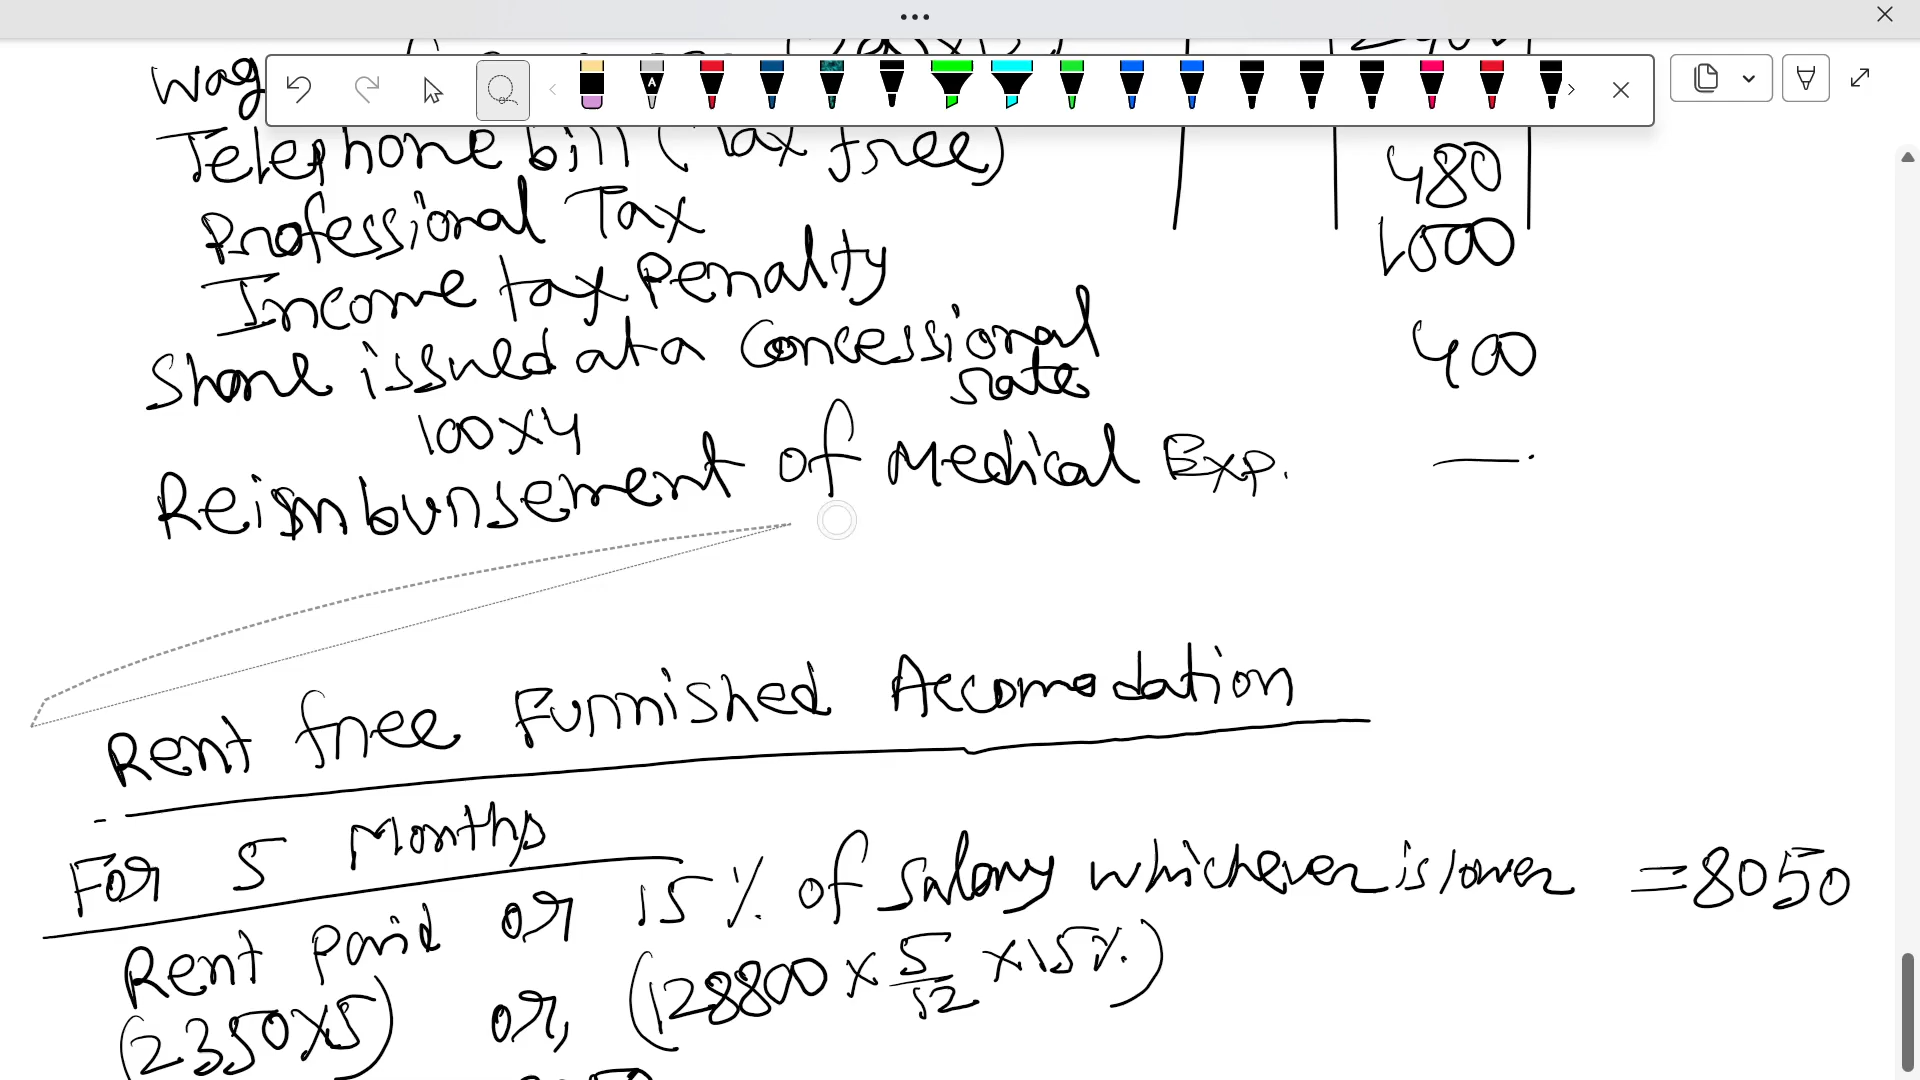 Wag
240
Telephone bill (Tax free)
480
Professional Tax
1000
Income tax Penalty
Share issued at a Concessional rate
400
100X4
Reimbursement of Medical Exp. —
Rent free Furnished Accomodation
For 5 Months
Rent Paid or 15% of Salary whichever is lower = 8050
(2350X5) or, (128800 X 5/12 X 15%)